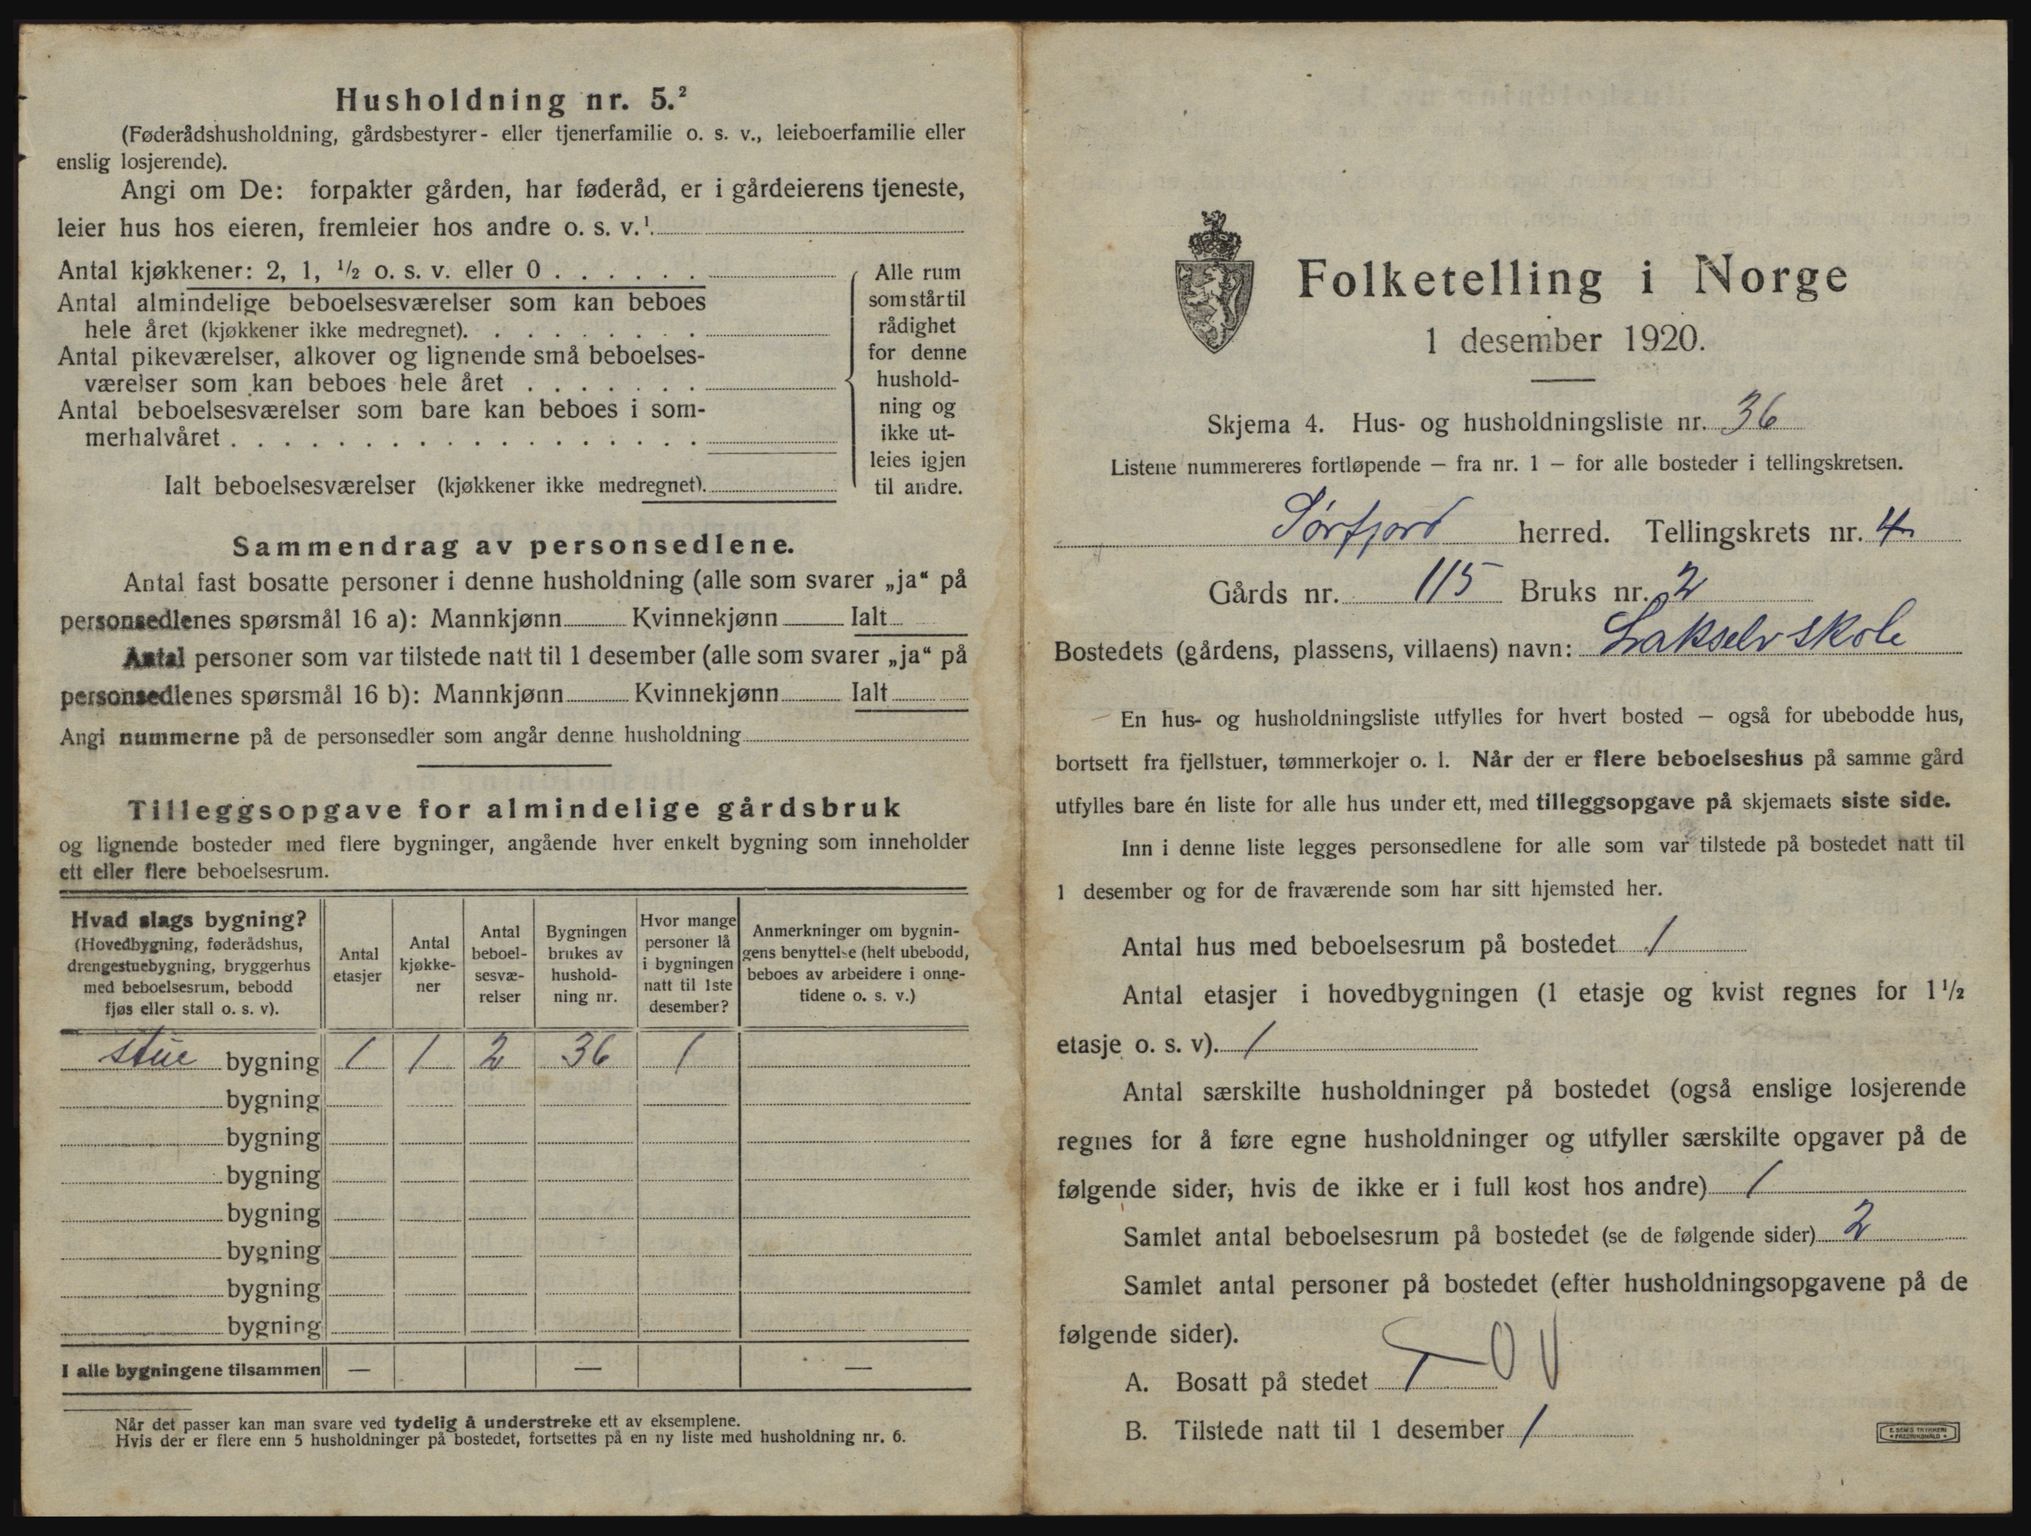 Husholdning nr. 5.²
(Føderådshusholdning, gårdsbestyrer- eller tjenerfamilie o. s. v., leieboerfamilie eller
enslig losjerende).
Angi om De: forpakter gården, har føderåd, er i gårdeierens tjeneste,
leier hus hos eieren, fremleier hos andre o. s. v.¹
Antal kjøkkener: 2, 1, ¹/₂ o. s. v. eller 0 . . . . . .
Antal almindelige beboelsesværelser som kan beboes
hele året (kjøkkener ikke medregnet). . . . . . . . .
Antal pikeværelser, alkover og lignende små beboelses-
værelser som kan beboes hele året . . . . . . .
Antal beboelsesværelser som bare kan beboes i som-
merhalvåret . . . . . . . . . . . . . . . . . .
Ialt beboelsesværelser (kjøkkener ikke medregnet).
Alle rum
som står til
rådighet
for denne
hushold-
ning og
ikke ut-
leies igjen
til andre.
Sammendrag av personsedlene.
Antal fast bosatte personer i denne husholdning (alle som svarer „ja“ på
personsedlenes spørsmål 16 a): Mannkjønn Kvinnekjønn Ialt
Antal personer som var tilstede natt til 1 desember (alle som svarer „ja“ på
personsedlenes spørsmål 16 b): Mannkjønn Kvinnekjønn Ialt
Angi nummerne på de personsedler som angår denne husholdning
Tilleggsopgave for almindelige gårdsbruk
og lignende bosteder med flere bygninger, angående hver enkelt bygning som inneholder
ett eller flere beboelsesrum.
Hvad slags bygning?
(Hovedbygning, føderådshus,
drengestuebygning, bryggerhus
med beboelsesrum, bebodd
fjøs eller stall o. s. v).
Antal
etasjer
Antal
kjøkke-
ner
Antal
beboel-
sesvæ-
relser
Bygningen
brukes av
hushold-
ning nr.
Hvor mange
personer lå
i bygningen
natt til 1ste
desember?
Anmerkninger om bygnin-
gens benyttelse (helt ubebodd,
beboes av arbeidere i onne-
tidene o. s. v.)
stue bygning 1 1 2 36 1
bygning
bygning
bygning
bygning
bygning
bygning
bygning
I alle bygningene tilsammen — — —
Når det passer kan man svare ved tydelig å understreke ett av eksemplene.
Hvis der er flere enn 5 husholdninger på bostedet, fortsettes på en ny liste med husholdning nr. 6.
Folketelling i Norge
1 desember 1920.
Skjema 4. Hus- og husholdningsliste nr. 36
Listene nummereres fortløpende – fra nr. 1 – for alle bosteder i tellingskretsen.
Sørfjord herred. Tellingskrets nr. 4
Gårds nr. 115 Bruks nr. 2
Bostedets (gårdens, plassens, villaens) navn: Lakselv skole
En hus- og husholdningsliste utfylles for hvert bosted – også for ubebodde hus,
bortsett fra fjellstuer, tømmerkojer o. l. Når der er flere beboelseshus på samme gård
utfylles bare én liste for alle hus under ett, med tilleggsopgave på skjemaets siste side.
Inn i denne liste legges personsedlene for alle som var tilstede på bostedet natt til
1 desember og for de fraværende som har sitt hjemsted her.
Antal hus med beboelsesrum på bostedet 1
Antal etasjer i hovedbygningen (1 etasje og kvist regnes for 1¹/₂
etasje o. s. v). 1
Antal særskilte husholdninger på bostedet (også enslige losjerende
regnes for å føre egne husholdninger og utfyller særskilte opgaver på de
følgende sider, hvis de ikke er i full kost hos andre) 1
Samlet antal beboelsesrum på bostedet (se de følgende sider) 2
Samlet antal personer på bostedet (efter husholdningsopgavene på de
følgende sider).
A. Bosatt på stedet 1 0
B. Tilstede natt til 1 desember 1
E. SEM'S TRYKKERI
FREDRIKSHALD